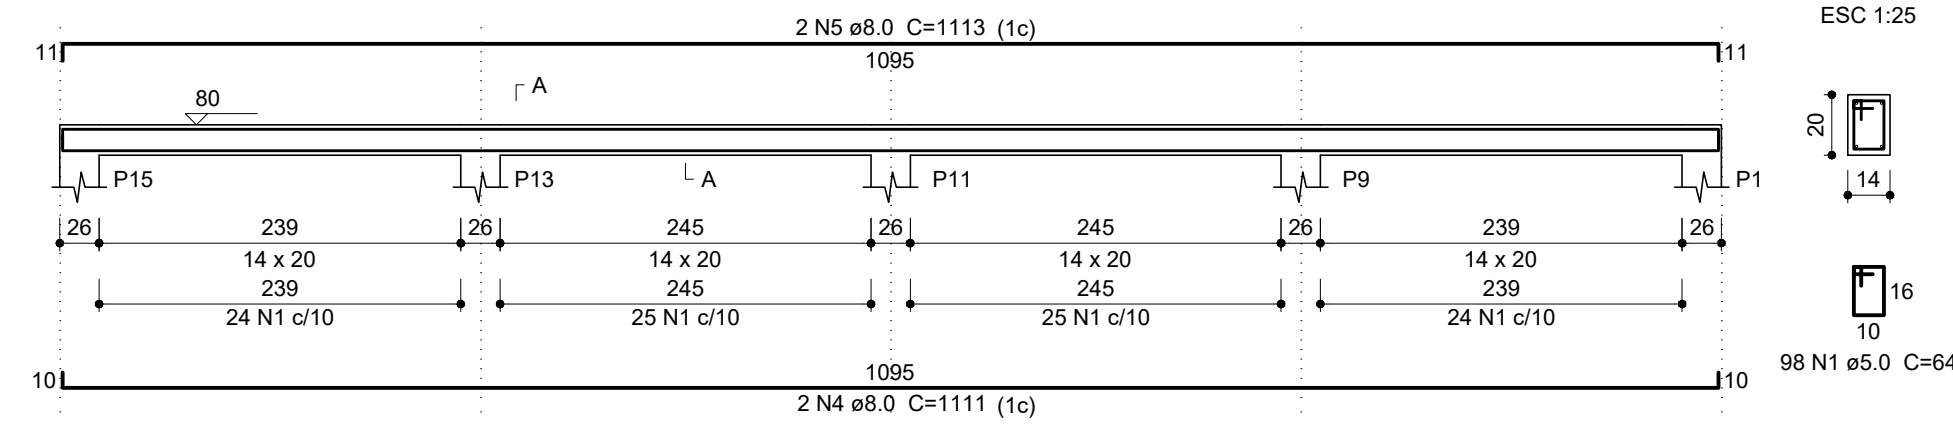 2 N5 ø8.0 C=1113 (1c)
ESC 1:25
11 1095 11
A
80
20
P15 P13 A P11 P9 P1
14
26 239 26 245 26 245 26 239 26
14 x 20 14 x 20 14 x 20 14 x 20
239 245 245 239
24 N1 c/10 25 N1 c/10 25 N1 c/10 24 N1 c/10
16
10
98 N1 ø5.0 C=64
10 1095 10
2 N4 ø8.0 C=1111 (1c)